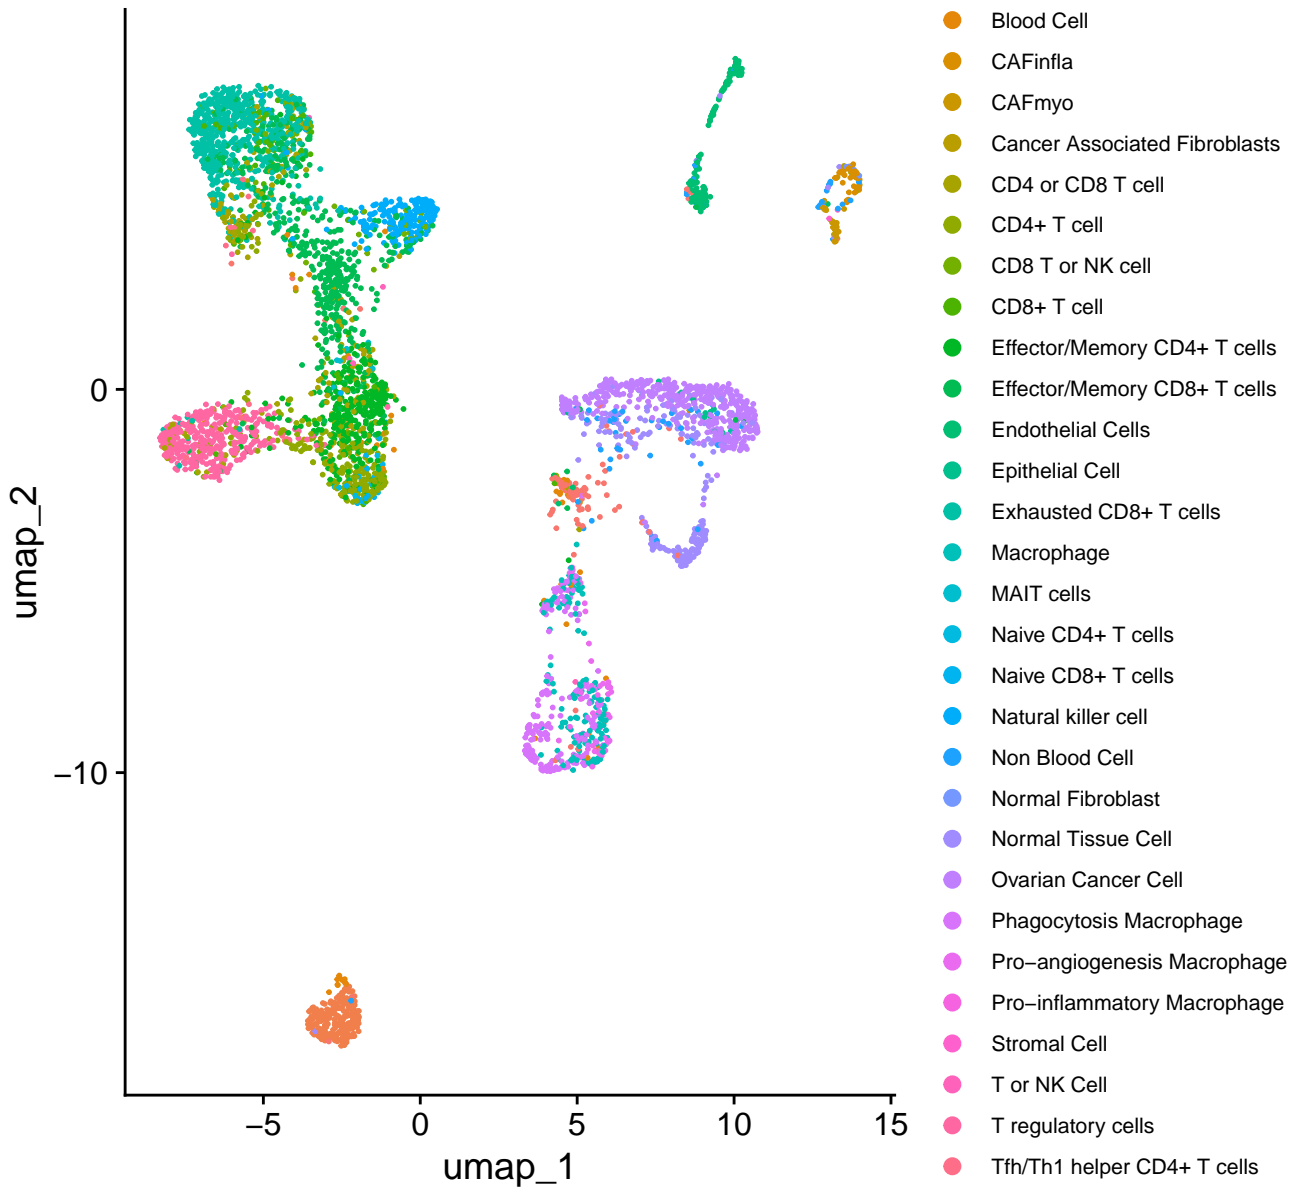 Blood Cell
CAFinfla
CAFmyo
Cancer Associated Fibroblasts
CD4 or CD8 T cell
CD4+ T cell
CD8 T or NK cell
CD8+ T cell
Effector/Memory CD4+ T cells
Effector/Memory CD8+ T cells
Endothelial Cells
Epithelial Cell
Exhausted CD8+ T cells
Macrophage
MAIT cells
Naive CD4+ T cells
Naive CD8+ T cells
Natural killer cell
Non Blood Cell
Normal Fibroblast
Normal Tissue Cell
Ovarian Cancer Cell
Phagocytosis Macrophage
Pro−angiogenesis Macrophage
Pro−inflammatory Macrophage
Stromal Cell
T or NK Cell
T regulatory cells
Tfh/Th1 helper CD4+ T cells
0
−10
umap_2
−5 0 5 10 15
umap_1